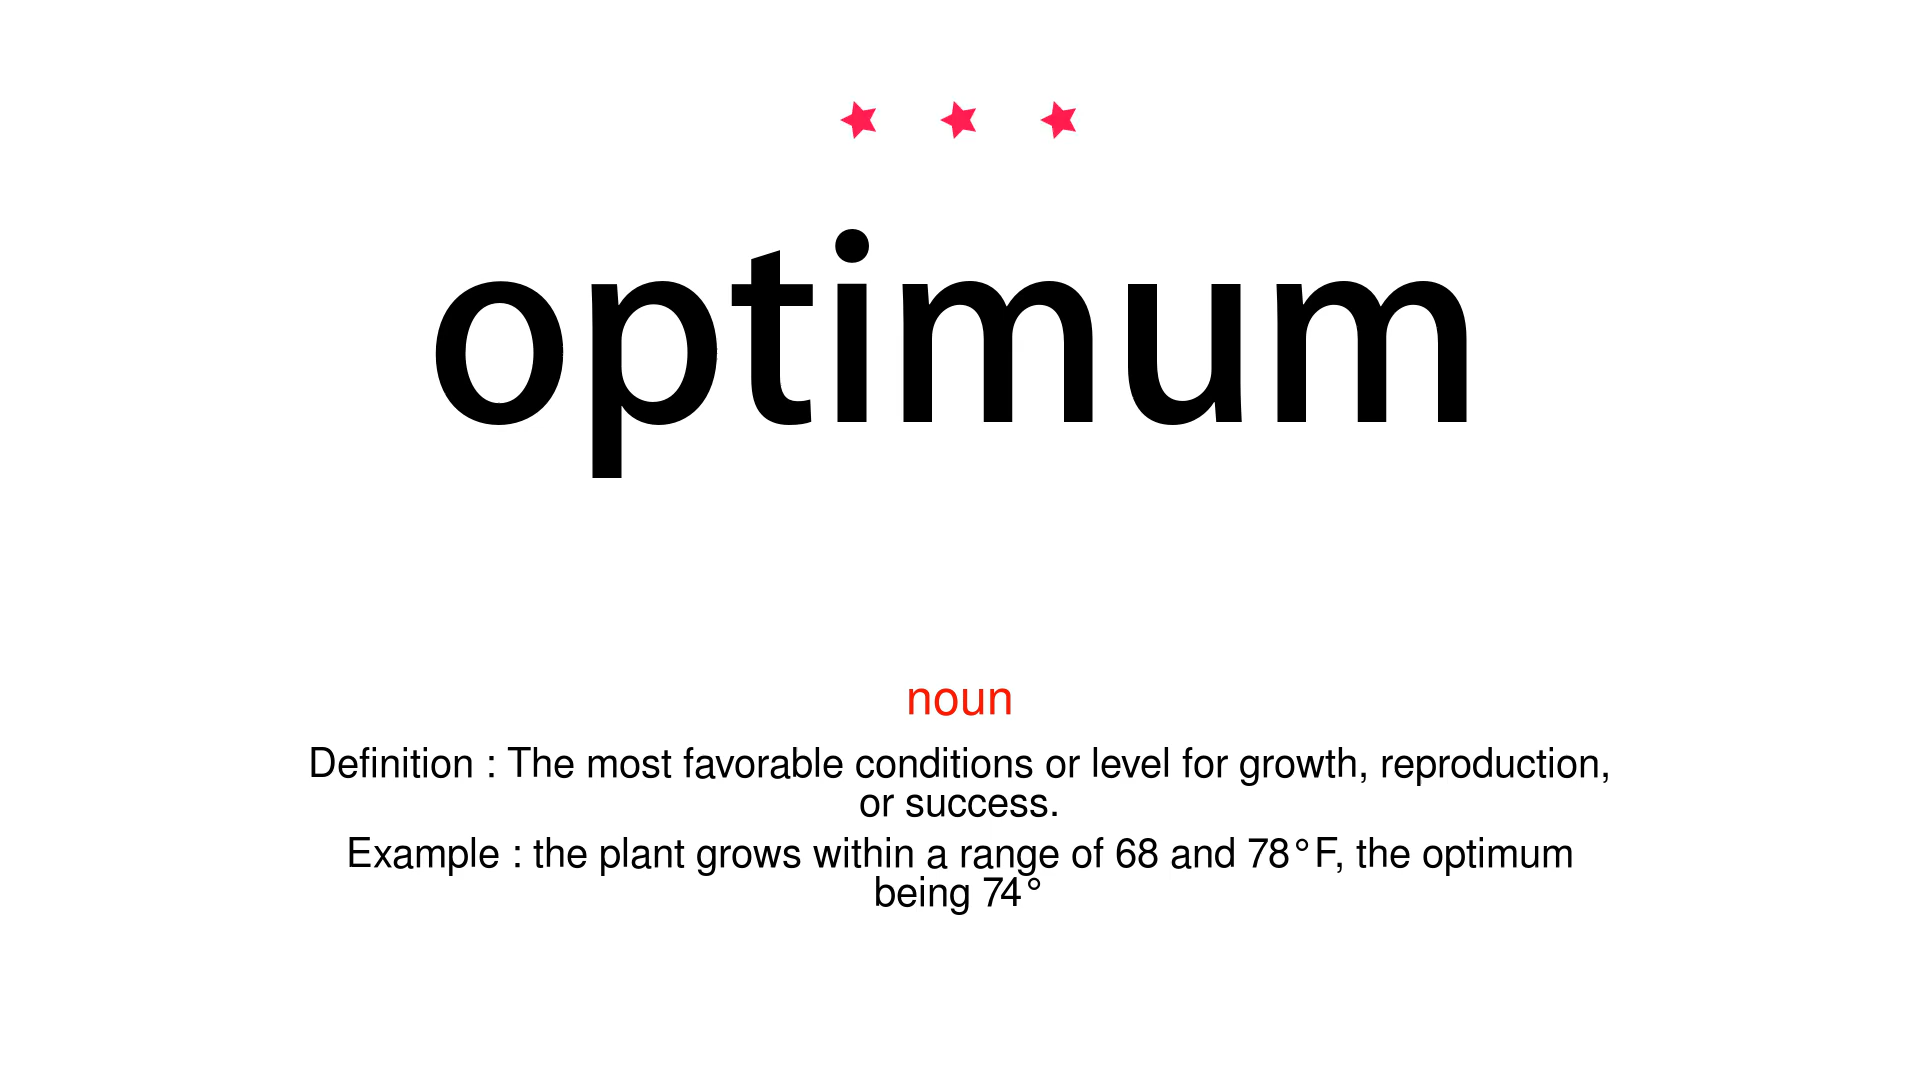 optimum
noun
Definition : The most favorable conditions or level for growth, reproduction,
or success.
Example : the plant grows within a range of 68 and 78°F, the optimum
being 74°